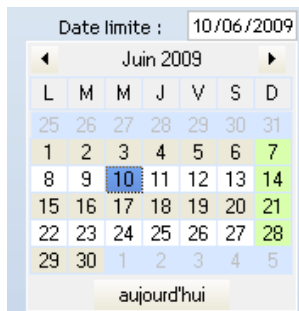 Date limite : 10/06/2009
Juin 2009
L M M J V S D
25 26 27 28 29 30 31
1 2 3 4 5 6 7
8 9 10 11 12 13 14
15 16 17 18 19 20 21
22 23 24 25 26 27 28
29 30 1 2 3 4 5
aujourd'hui